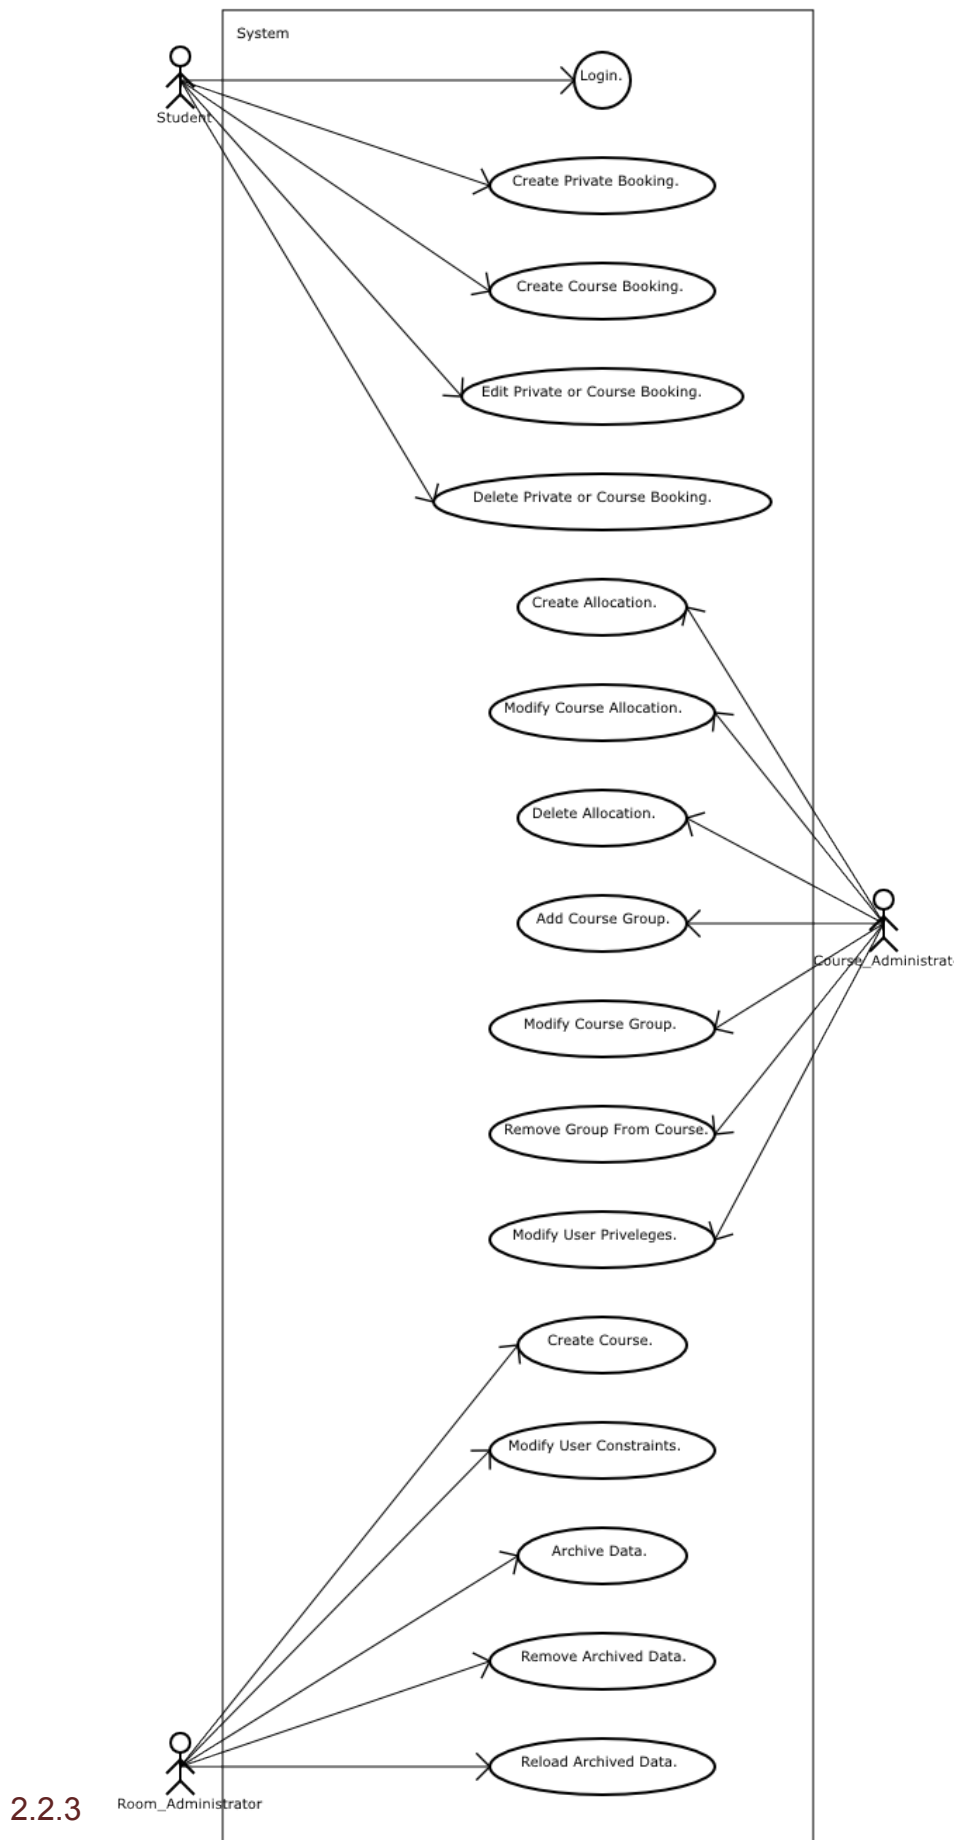 System
Login.
Student
Create Private Booking.
Create Course Booking.
Edit Private or Course Booking.
Delete Private or Course Booking.
Create Allocation.
Modify Course Allocation.
Delete Allocation.
Add Course Group.
Course_Administrat
Modify Course Group.
Remove Group From Course.
Modify User Priveleges.
Create Course.
Modify User Constraints.
Archive Data.
Remove Archived Data.
Reload Archived Data.
Room_Administrator
2.2.3